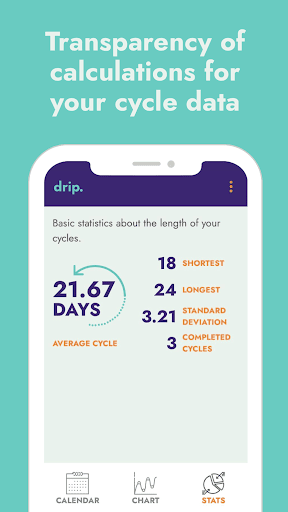 Transparency of
calculations for
your cycle data
drip.
Basic statistics about the length of your
cycles.
21.67
DAYS
AVERAGE CYCLE
18 SHORTEST
24 LONGEST
3.21 STANDARD
DEVIATION
3 COMPLETED
CYCLES
CALENDAR
CHART
STATS